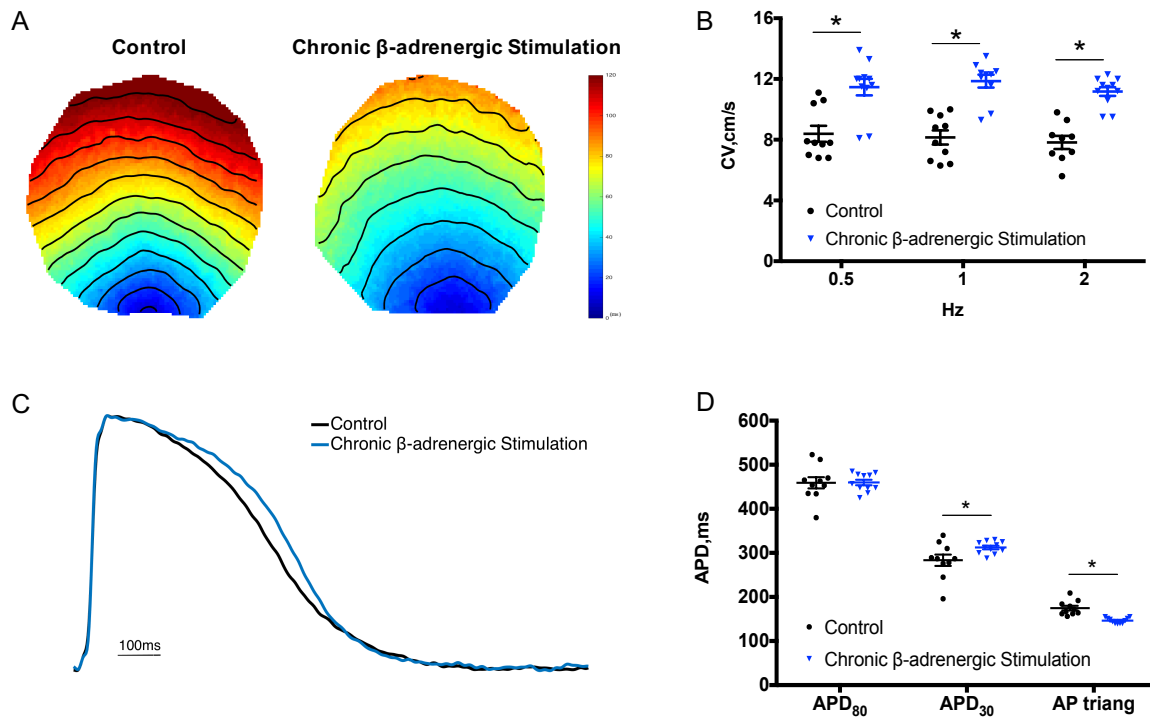 A
Control
Chronic β-adrenergic Stimulation
120
100
80
60
40
20
0 (ms)
B
CV,cm/s
16
12
8
4
0
*
*
*
Control
Chronic β-adrenergic Stimulation
0.5
1
2
Hz
C
Control
Chronic β-adrenergic Stimulation
100ms
D
APD,ms
600
500
400
300
200
100
0
*
*
Control
Chronic β-adrenergic Stimulation
APD80
APD30
AP triang